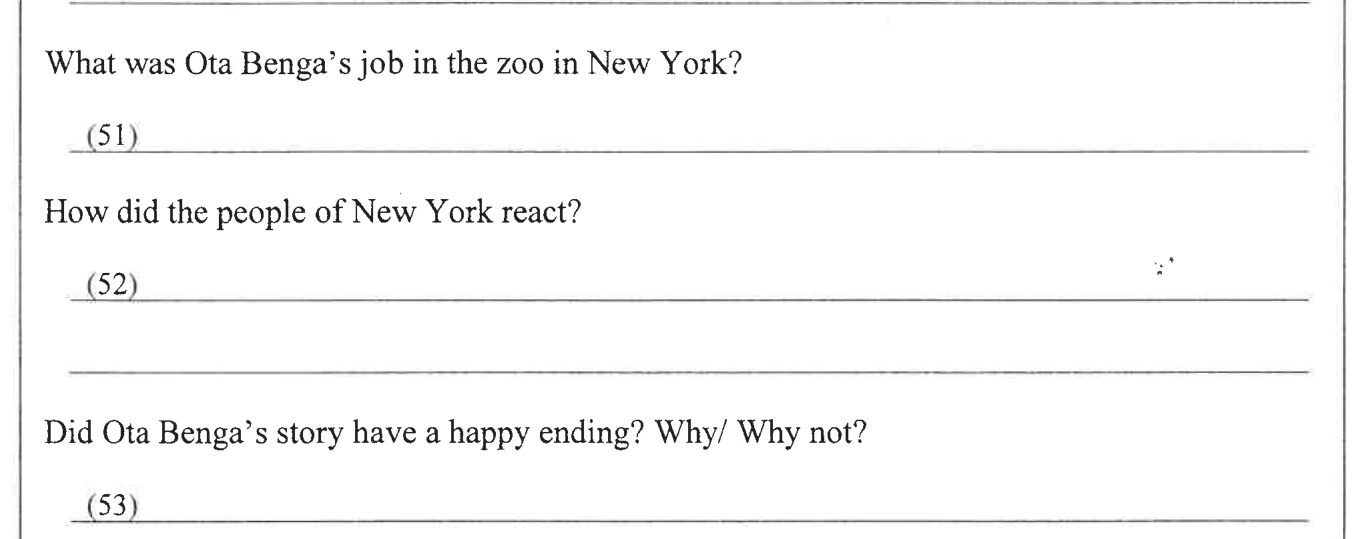 What was Ota Benga's job in the zoo in New York?
(51)
How did the people of New York react?
(52)
Did Ota Benga's story have a happy ending? Why/ Why not?
(53)